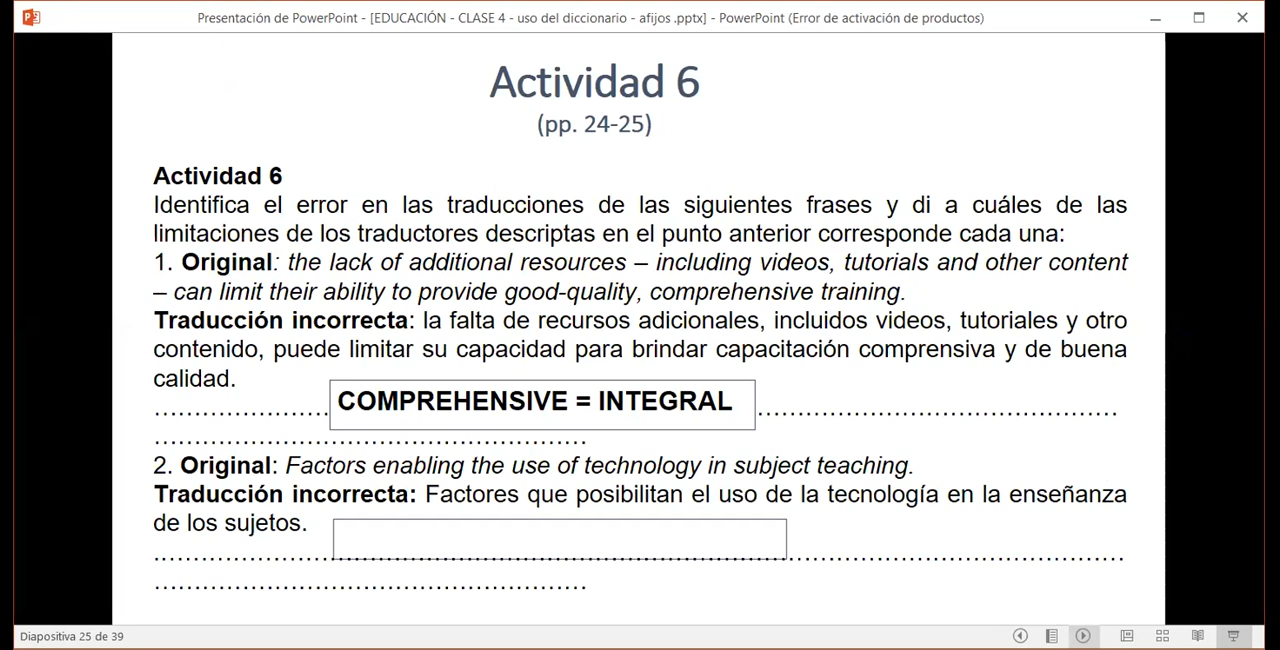 Presentación de PowerPoint - [EDUCACIÓN - CLASE 4 - uso del diccionario - afijos .pptx] - PowerPoint (Error de activación de productos)
Actividad 6
(pp. 24-25)
Actividad 6
Identifica el error en las traducciones de las siguientes frases y di a cuáles de las
limitaciones de los traductores descriptas en el punto anterior corresponde cada una:
1. Original: the lack of additional resources – including videos, tutorials and other content
– can limit their ability to provide good-quality, comprehensive training.
Traducción incorrecta: la falta de recursos adicionales, incluidos videos, tutoriales y otro
contenido, puede limitar su capacidad para brindar capacitación comprensiva y de buena
calidad.
COMPREHENSIVE = INTEGRAL
2. Original: Factors enabling the use of technology in subject teaching.
Traducción incorrecta: Factores que posibilitan el uso de la tecnología en la enseñanza
de los sujetos.
Diapositiva 25 de 39